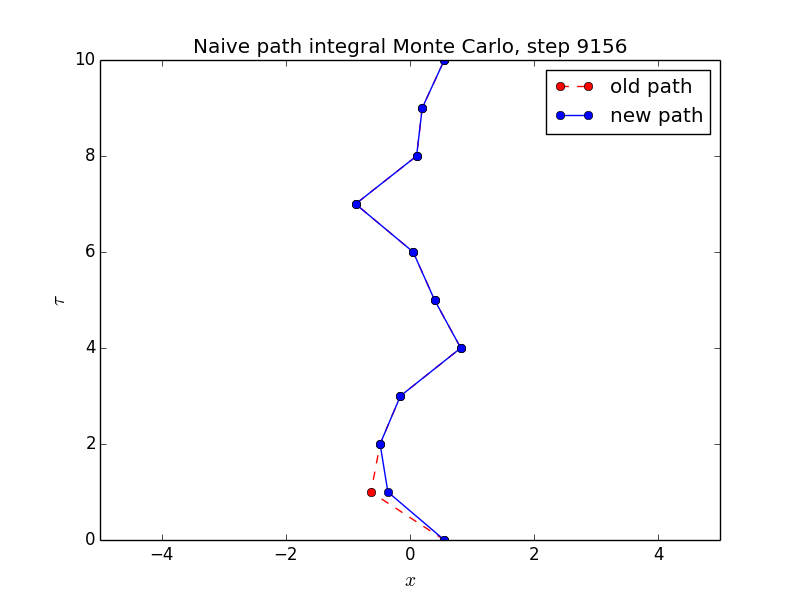 Naive path integral Monte Carlo, step 9156
10
8
6
4
2
0
τ
old path
new path
−4
−2
0
2
4
x